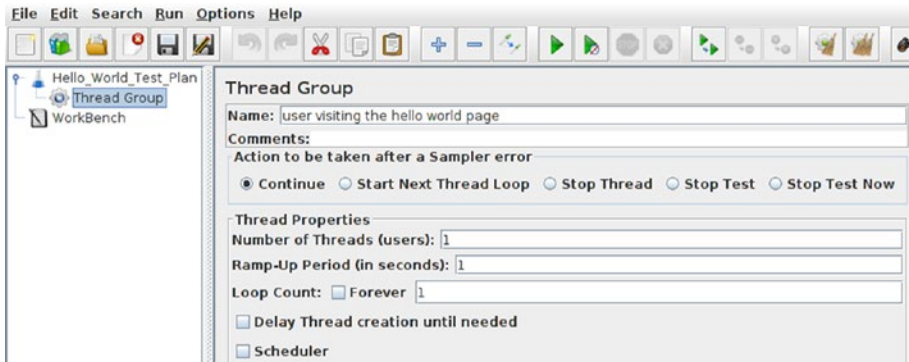 File Edit Search Run Options Help
Hello_World_Test_Plan
Thread Group
WorkBench
Thread Group
Name: user visiting the hello world page
Comments:
Action to be taken after a Sampler error
Continue Start Next Thread Loop Stop Thread Stop Test Stop Test Now
Thread Properties
Number of Threads (users): 1
Ramp-Up Period (in seconds): 1
Loop Count: Forever 1
Delay Thread creation until needed
Scheduler